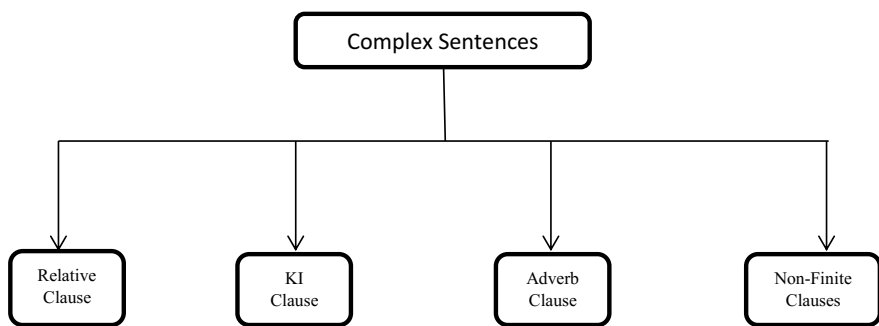 Complex Sentences
Relative
Clause
KI
Clause
Adverb
Clause
Non-Finite
Clauses